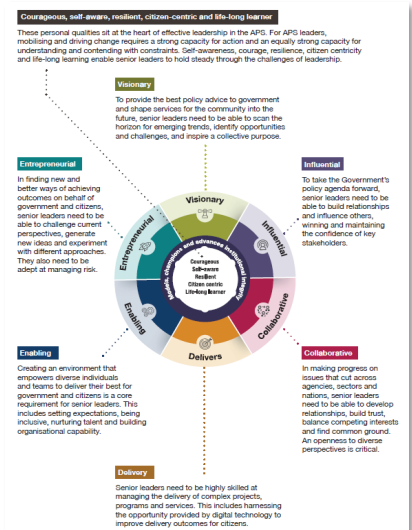 Courageous, self-aware, resilient, citizen-centric and life-long learner
These personal qualities sit at the heart of effective leadership in the APS. For APS leaders,
mobilising and driving change requires a strong capacity for action and an equally strong capacity for
understanding and contending with constraints. Self-awareness, courage, resilience, citizen centricity
and life-long learning enable senior leaders to hold steady through the challenges of leadership.
Visionary
To provide the best policy advice to government
and shape services for the community into the
future, senior leaders need to be able to scan the
horizon for emerging trends, identify opportunities
and challenges, and inspire a collective purpose.
Entrepreneurial
In finding new and
better ways of achieving
outcomes on behalf of
government and citizens,
senior leaders need to be
able to challenge current
perspectives, generate
new ideas and experiment
with different approaches.
They also need to be
adept at managing risk.
Influential
To take the Government's
policy agenda forward,
senior leaders need to be
able to build relationships
and influence others,
winning and maintaining
the confidence of key
stakeholders.
Visionary
Influential
Collaborative
Delivers
Enabling
Entrepreneurial
Models, champions and advances institutional integrity
Courageous
Self-aware
Resilient
Citizen centric
Life-long learner
Enabling
Creating an environment that
empowers diverse individuals
and teams to deliver their best for
government and citizens is a core
requirement for senior leaders. This
includes setting expectations, being
inclusive, nurturing talent and building
organisational capability.
Collaborative
In making progress on
issues that cut across
agencies, sectors and
nations, senior leaders
need to be able to develop
relationships, build trust,
balance competing interests
and find common ground.
An openness to diverse
perspectives is critical.
Delivery
Senior leaders need to be highly skilled at
managing the delivery of complex projects,
programs and services. This includes harnessing
the opportunity provided by digital technology to
improve delivery outcomes for citizens.